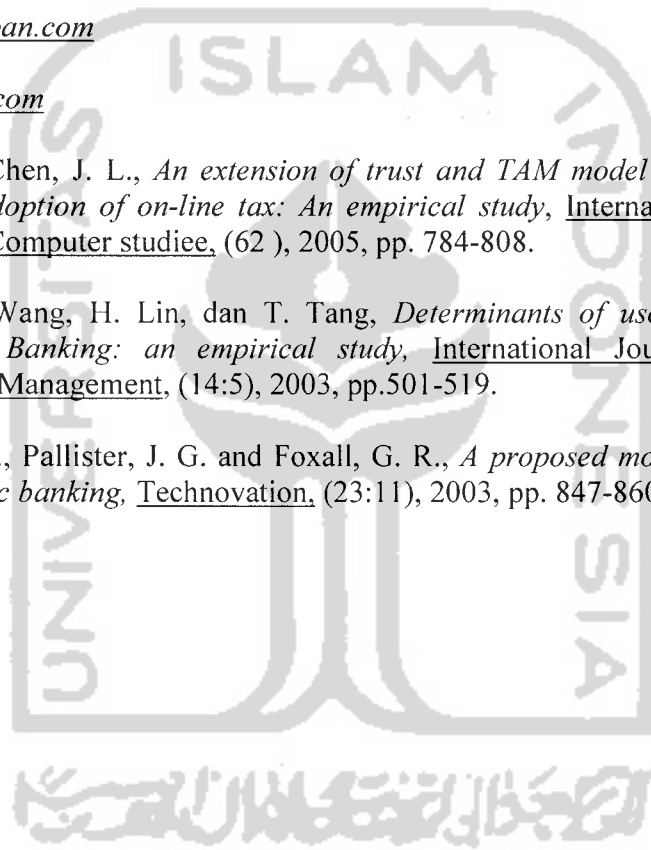 an.com
com
Chen, J. L., An extension of trust and TAM model
doption of on-line tax: An empirical study, Interna
Computer studiee, (62 ), 2005, pp. 784-808.
Wang, H. Lin, dan T. Tang, Determinants of use
Banking: an empirical study, International Jou
Management, (14:5), 2003, pp.501-519.
., Pallister, J. G. and Foxall, G. R., A proposed mo
c banking, Technovation, (23:11), 2003, pp. 847-860
ISLAM
UNIVERSITAS
INDONESIA